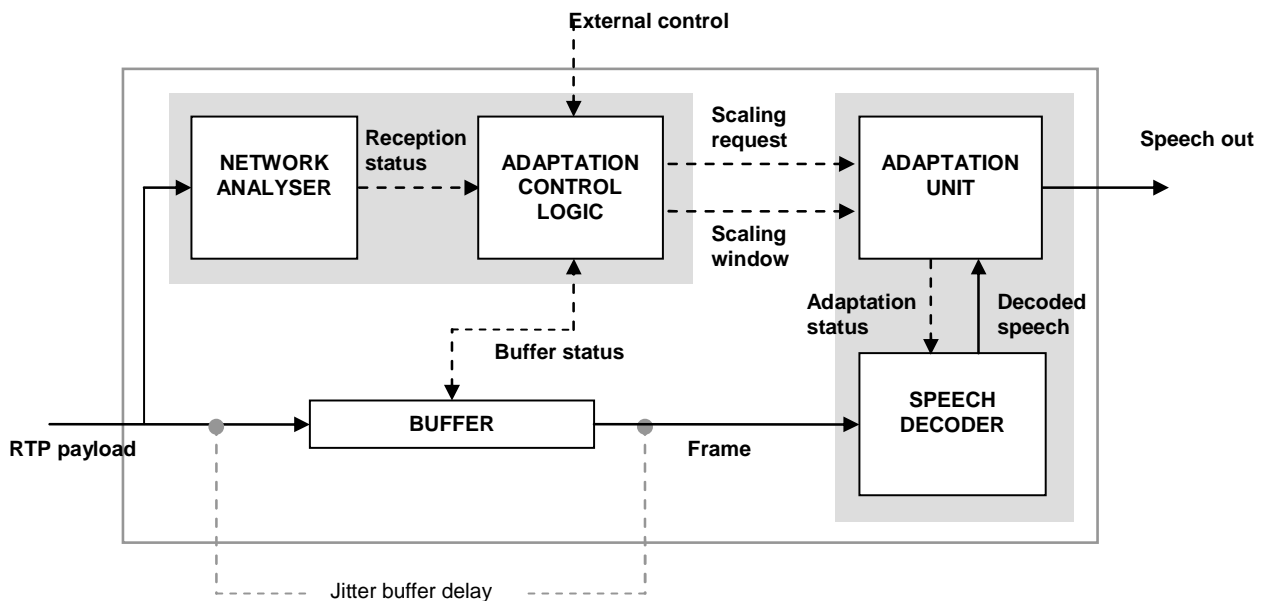 External control
NETWORK
ANALYSER
Reception
status
ADAPTATION
CONTROL
LOGIC
Scaling
request
Scaling
window
ADAPTATION
UNIT
Speech out
Adaptation
status
Decoded
speech
Buffer status
BUFFER
SPEECH
DECODER
RTP payload
Frame
Jitter buffer delay